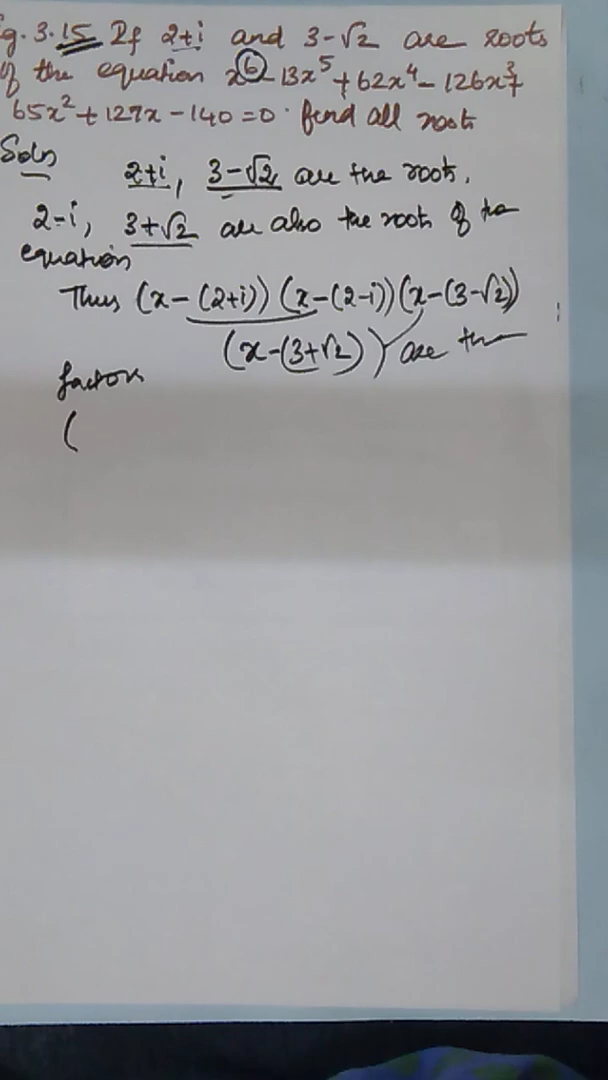 g. 3.15 If 2+i and 3-√2 are roots
of the equation x⁶-13x⁵+62x⁴-126x³+
65x²+127x-140=0. find all roots
Soln 2+i, 3-√2 are the roots.
2-i, 3+√2 are also the roots of the
equation
Thus (x-(2+i)) (x-(2-i)) (x-(3-√2))
(x-(3+√2)) are the
factors
(